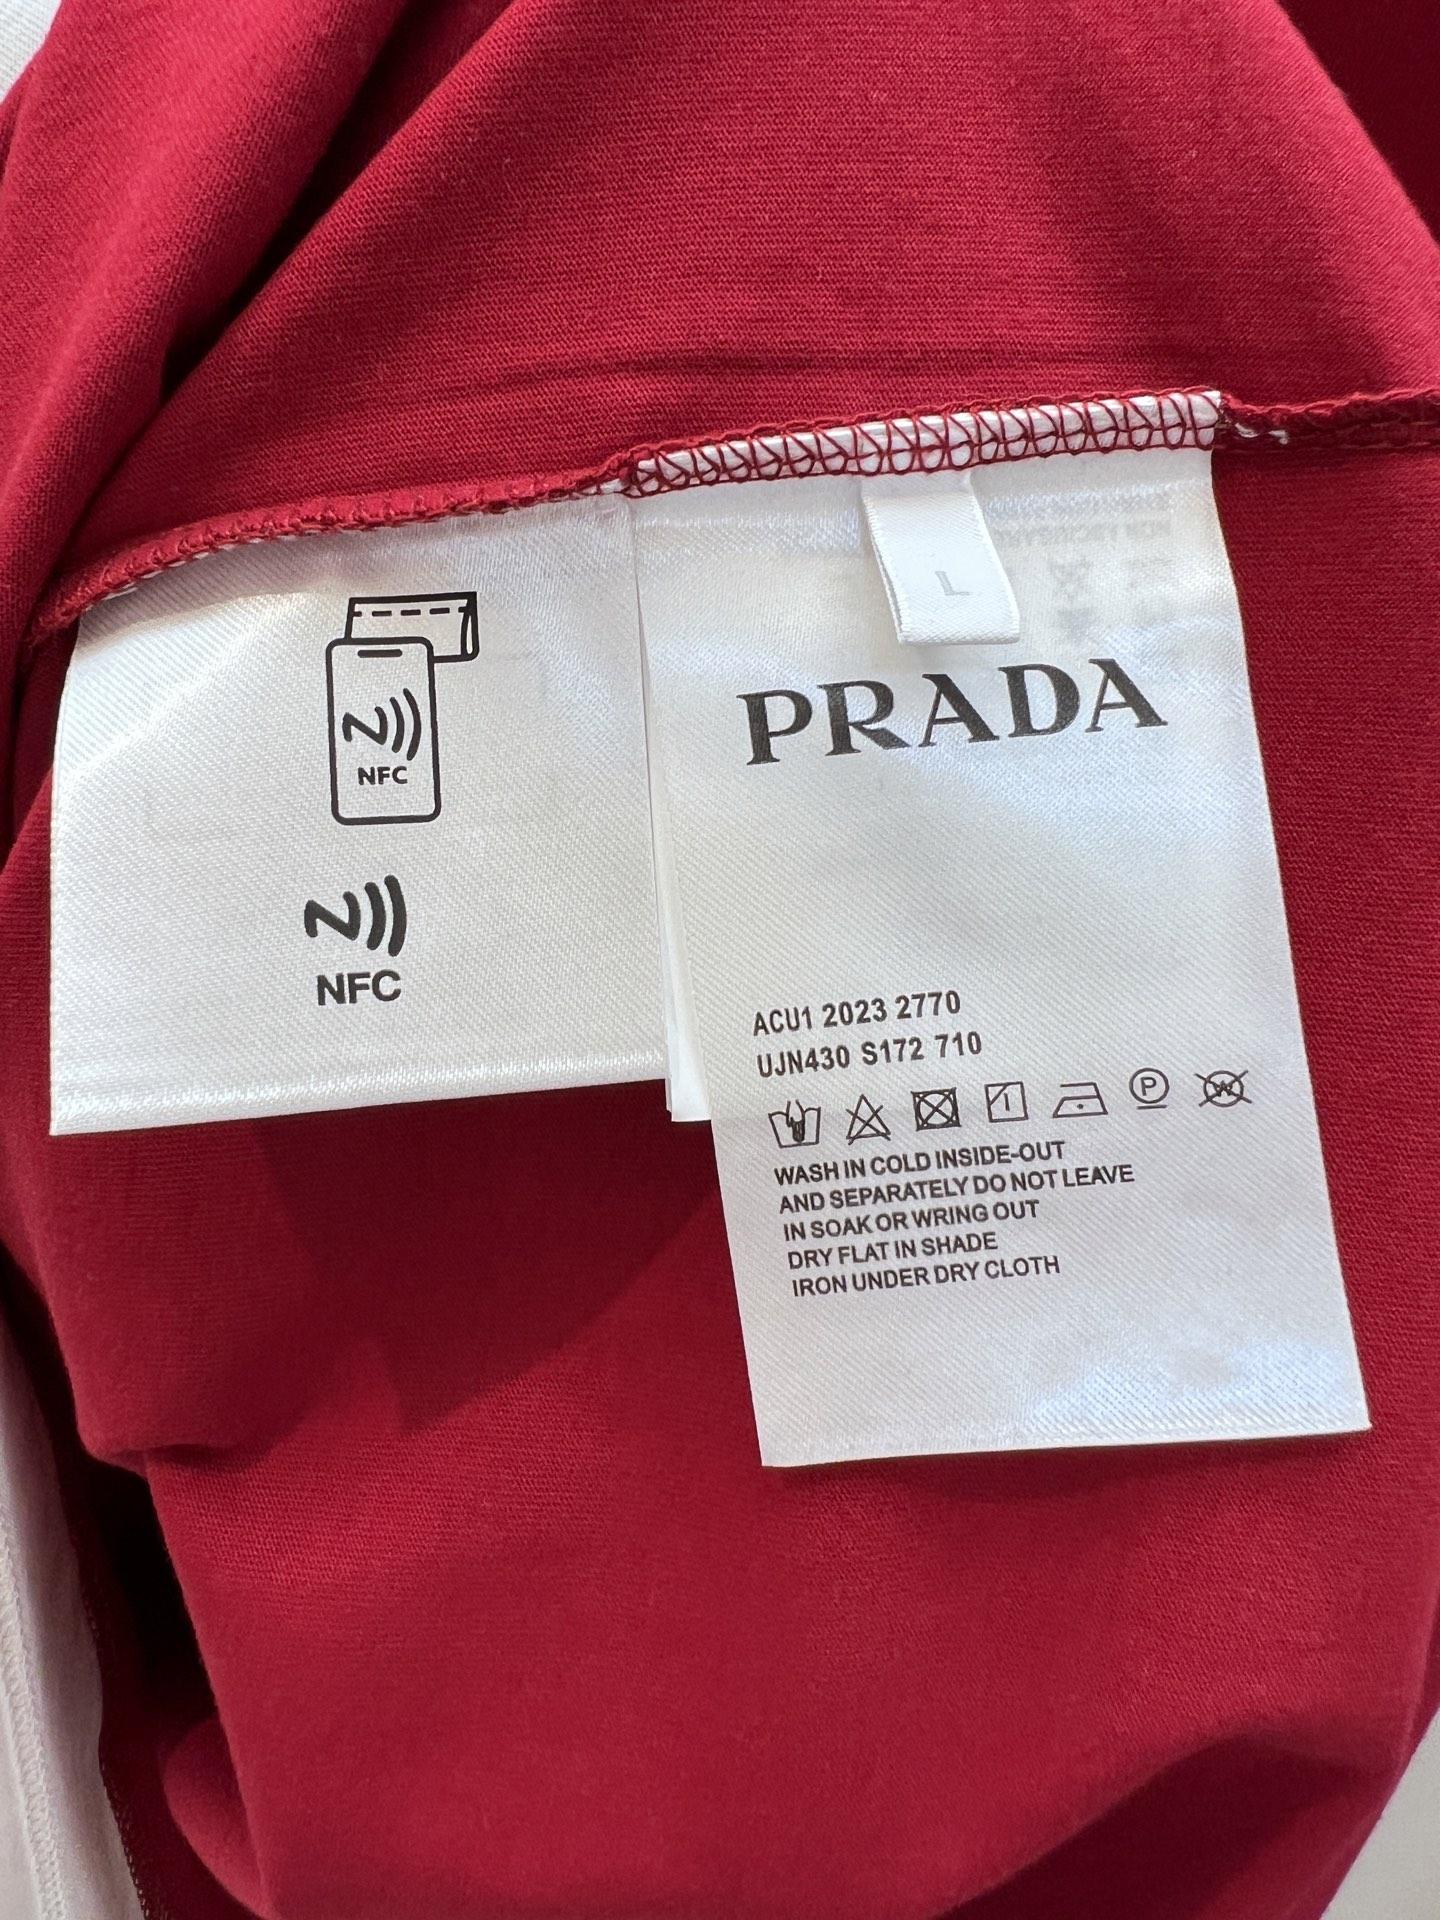 NFC
NFC
L
PRADA
ACU1 2023 2770
UJN430 S172 710
P
W
WASH IN COLD INSIDE-OUT
AND SEPARATELY DO NOT LEAVE
IN SOAK OR WRING OUT
DRY FLAT IN SHADE
IRON UNDER DRY CLOTH